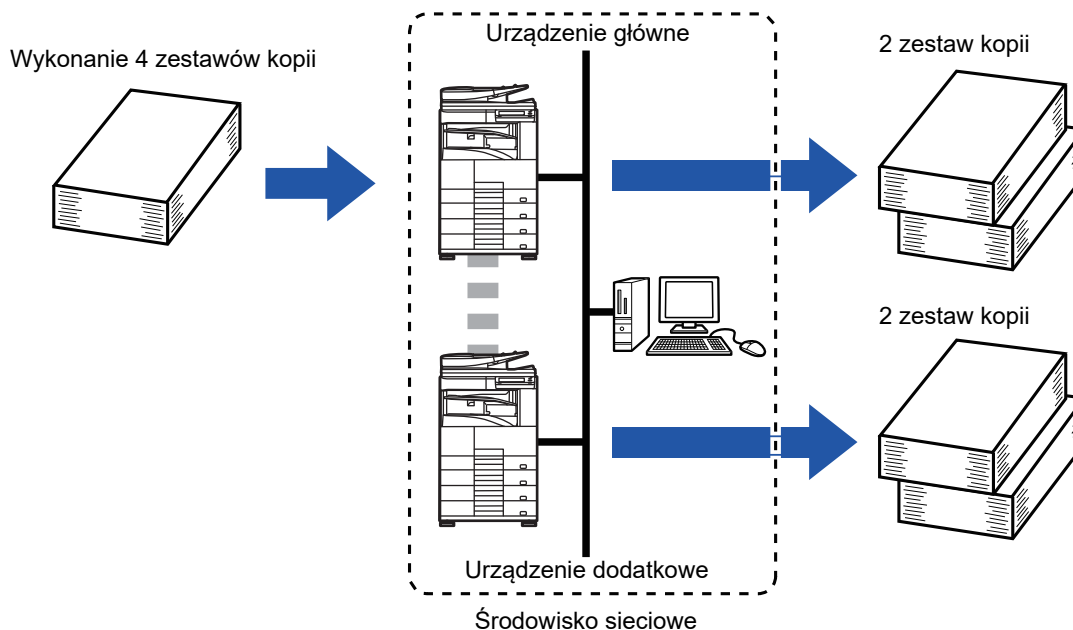 Wykonanie 4 zestawów kopii
Urządzenie główne
2 zestaw kopii
2 zestaw kopii
Urządzenie dodatkowe
Środowisko sieciowe